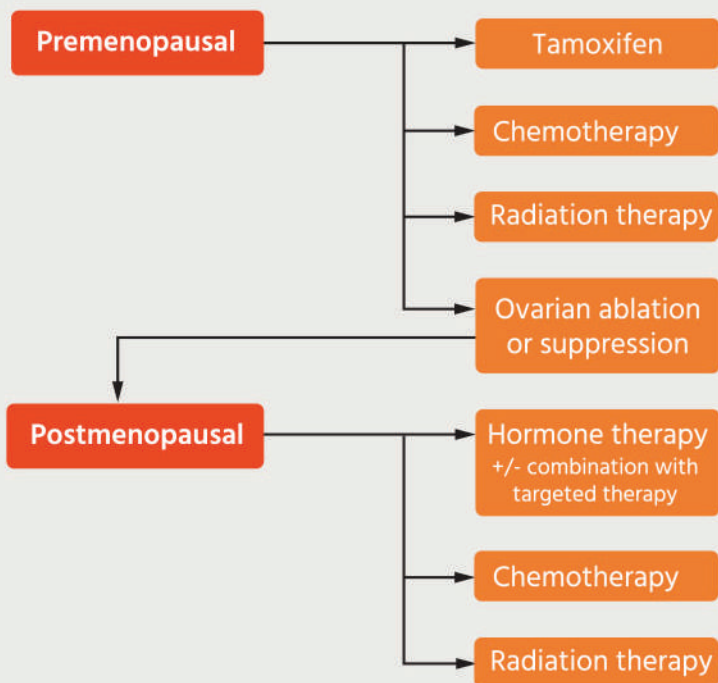 Premenopausal
Tamoxifen
Chemotherapy
Radiation therapy
Ovarian ablation
or suppression
Postmenopausal
Hormone therapy
+/- combination with
targeted therapy
Chemotherapy
Radiation therapy